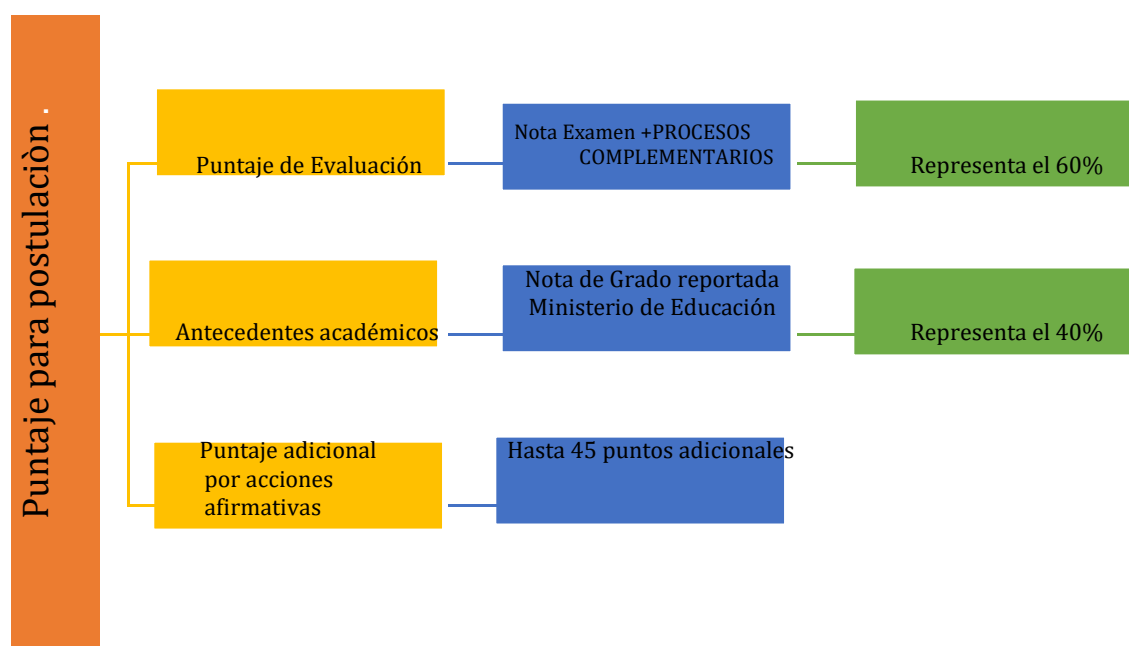 Puntaje para postulaciòn .
Puntaje de Evaluación
Nota Examen +PROCESOS
COMPLEMENTARIOS
Representa el 60%
Antecedentes académicos
Nota de Grado reportada
Ministerio de Educación
Representa el 40%
Puntaje adicional
por acciones
afirmativas
Hasta 45 puntos adicionales